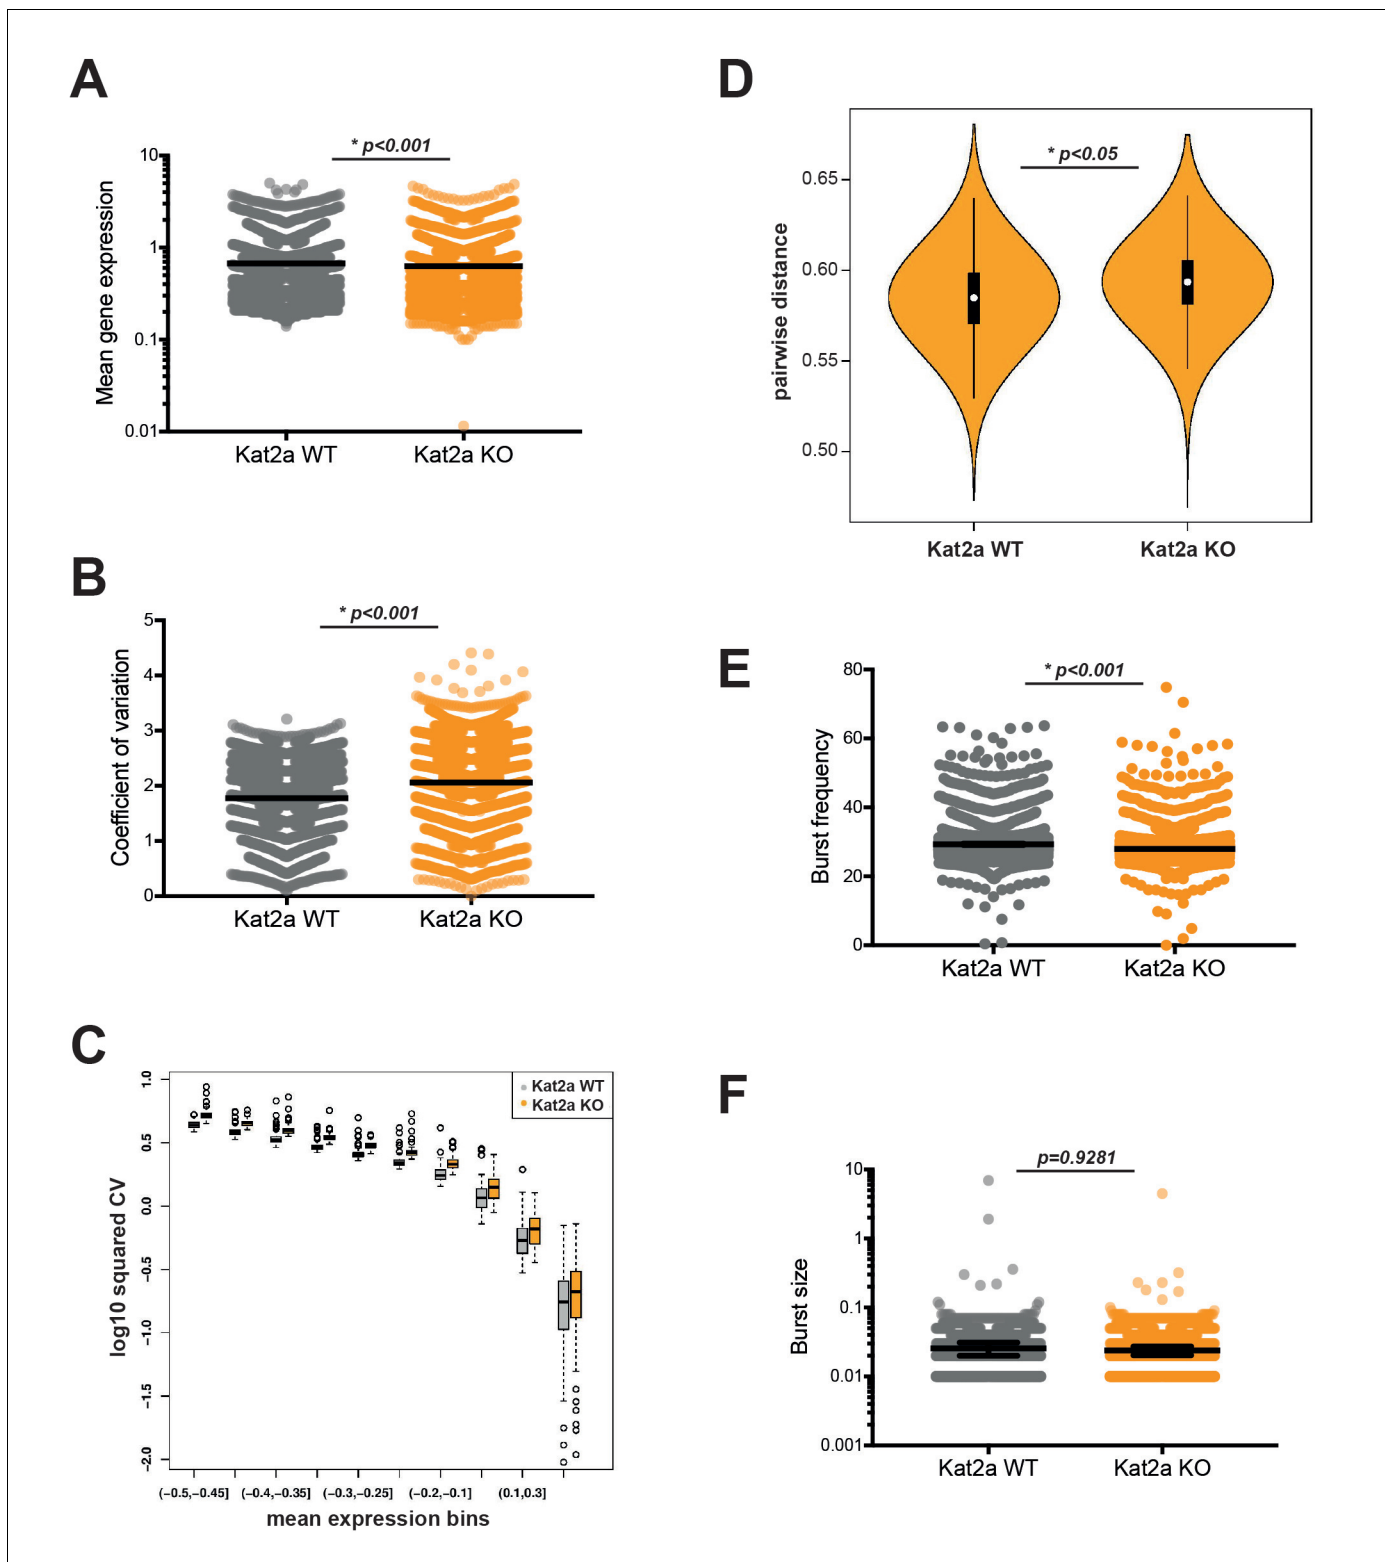 A
* p<0.001
10
1
0.1
0.01
Mean gene expression
Kat2a WT
Kat2a KO
B
* p<0.001
5
4
3
2
1
0
Coefficient of variation
Kat2a WT
Kat2a KO
C
Kat2a WT
Kat2a KO
1.0
0.5
0.0
−0.5
−1.0
−1.5
−2.0
log10 squared CV
(−0.5,−0.45]
(−0.4,−0.35]
(−0.3,−0.25]
(−0.2,−0.1]
(0.1,0.3]
mean expression bins
D
* p<0.05
0.65
0.60
0.55
0.50
pairwise distance
Kat2a WT
Kat2a KO
E
* p<0.001
80
60
40
20
0
Burst frequency
Kat2a WT
Kat2a KO
F
p=0.9281
10
1
0.1
0.01
0.001
Burst size
Kat2a WT
Kat2a KO